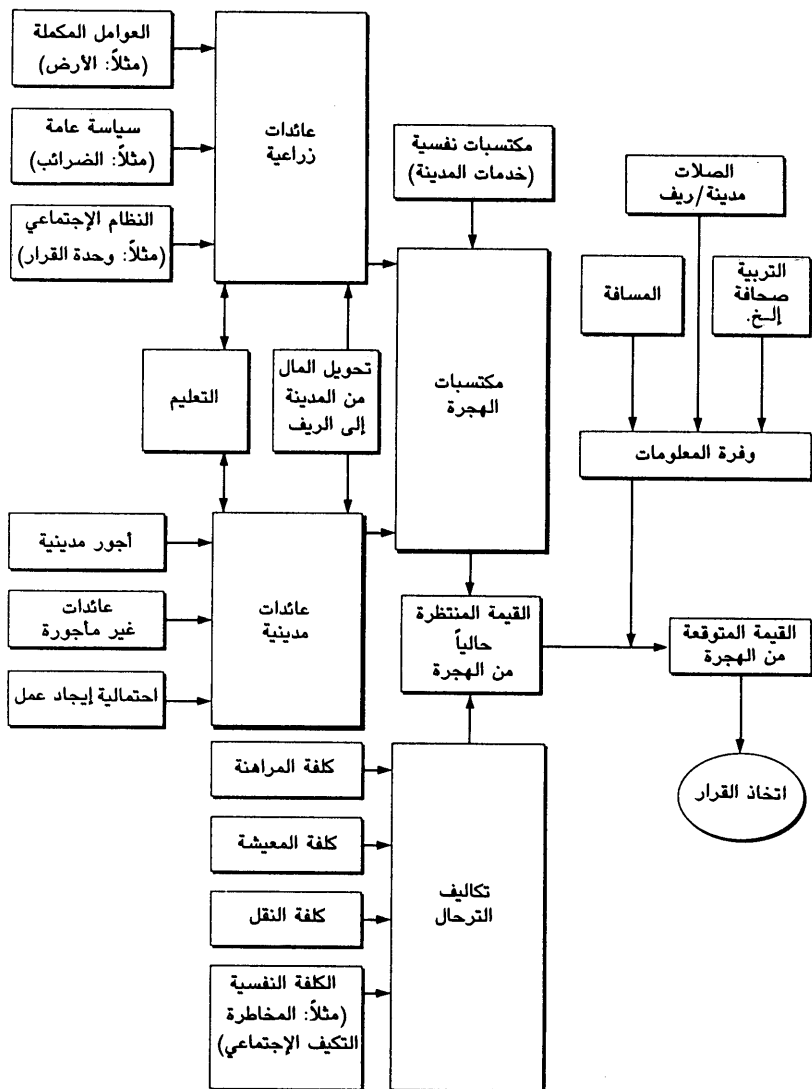 العوامل المكملة
(مثلاً: الأرض)
سياسة عامة
(مثلاً: الضرائب)
النظام الإجتماعي
(مثلاً: وحدة القرار)
عائدات
زراعية
مكتسبات نفسية
(خدمات المدينة)
الصلات
مدينة/ريف
المسافة
التربية
صحافة
إلخ.
التعليم
تحويل المال
من المدينة
إلى الريف
مكتسبات
الهجرة
وفرة المعلومات
أجور مدينية
عائدات
غير مأجورة
احتمالية إيجاد عمل
عائدات
مدينية
القيمة المنتظرة
حالياً
من الهجرة
القيمة المتوقعة
من الهجرة
اتخاذ القرار
كلفة المراهنة
كلفة المعيشة
كلفة النقل
الكلفة النفسية
(مثلاً: المخاطرة
التكيف الإجتماعي)
تكاليف
الترحال